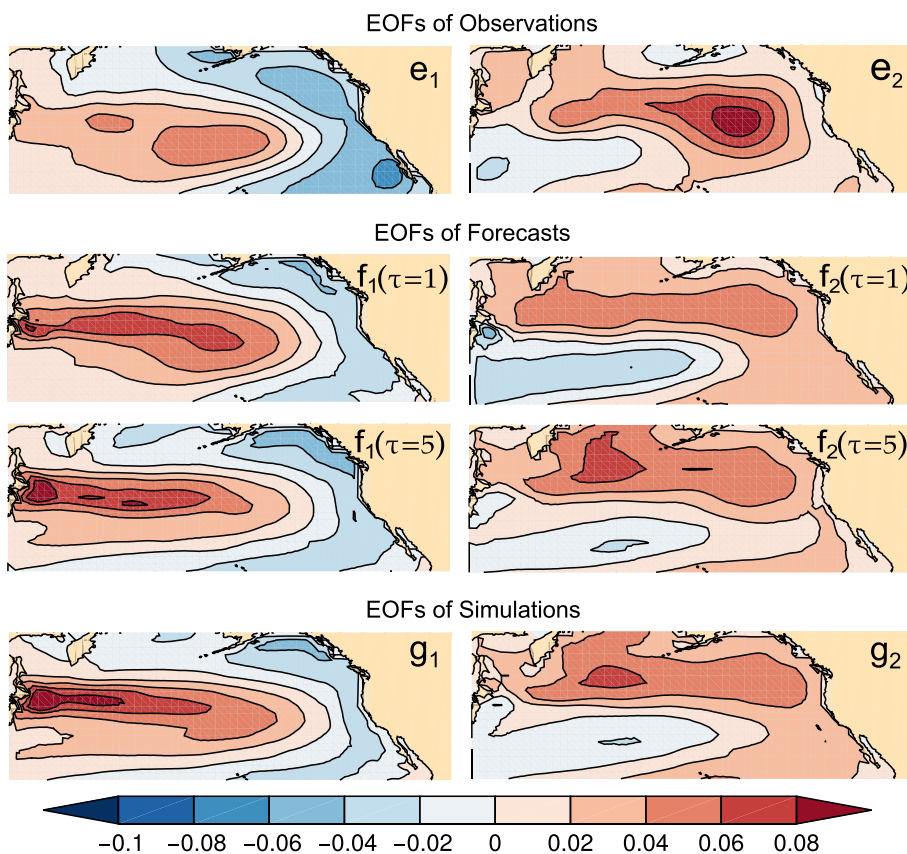 EOFs of Observations
e1 e2
EOFs of Forecasts
f1(τ=1) f2(τ=1)
f1(τ=5) f2(τ=5)
EOFs of Simulations
g1 g2
−0.1 −0.08 −0.06 −0.04 −0.02 0 0.02 0.04 0.06 0.08